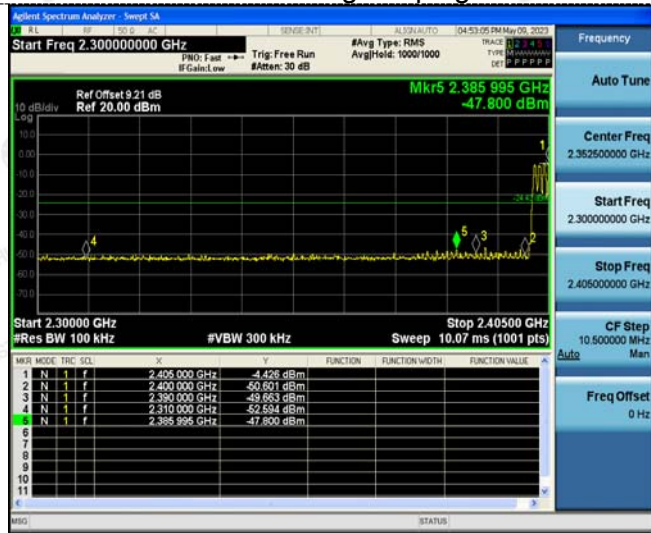 Agilent Spectrum Analyzer - Swept SA
RL RF 50 Ω AC SENSE:INT ALIGNAUTO 04:53:05 PM May 09, 2023
Start Freq 2.300000000 GHz
PNO: Fast
IFGain:Low
Trig: Free Run
#Atten: 30 dB
#Avg Type: RMS
Avg|Hold: 1000/1000
TRACE 1 2 3 4 5 6
TYPE
DET P P P P P P
Mkr5 2.385 995 GHz
-47.800 dBm
Ref Offset 9.21 dB
10 dB/div Ref 20.00 dBm
Log
10.0
0.00
-10.0
-20.0
-30.0
-40.0
-50.0
-60.0
-70.0
1
2
3
4
5
Start 2.30000 GHz Stop 2.40500 GHz
#Res BW 100 kHz #VBW 300 kHz Sweep 10.07 ms (1001 pts)
MKR MODE TRC SCL X Y FUNCTION FUNCTION WIDTH FUNCTION VALUE
1 N 1 f 2.405 000 GHz -4.426 dBm
2 N 1 f 2.400 000 GHz -50.601 dBm
3 N 1 f 2.390 000 GHz -49.663 dBm
4 N 1 f 2.310 000 GHz -52.594 dBm
5 N 1 f 2.385 995 GHz -47.800 dBm
6
7
8
9
10
11
MSG STATUS
Frequency
Auto Tune
Center Freq
2.352500000 GHz
Start Freq
2.300000000 GHz
Stop Freq
2.405000000 GHz
CF Step
10.500000 MHz
Auto Man
Freq Offset
0 Hz